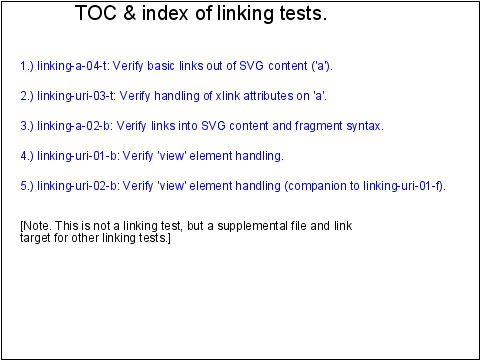 TOC & index of linking tests.
1.) linking-a-04-t: Verify basic links out of SVG content ('a').
2.) linking-uri-03-t: Verify handling of xlink attributes on 'a'.
3.) linking-a-02-b: Verify links into SVG content and fragment syntax.
4.) linking-uri-01-b: Verify 'view' element handling.
5.) linking-uri-02-b: Verify 'view' element handling (companion to linking-uri-01-f).
[Note. This is not a linking test, but a supplemental file and link
target for other linking tests.]